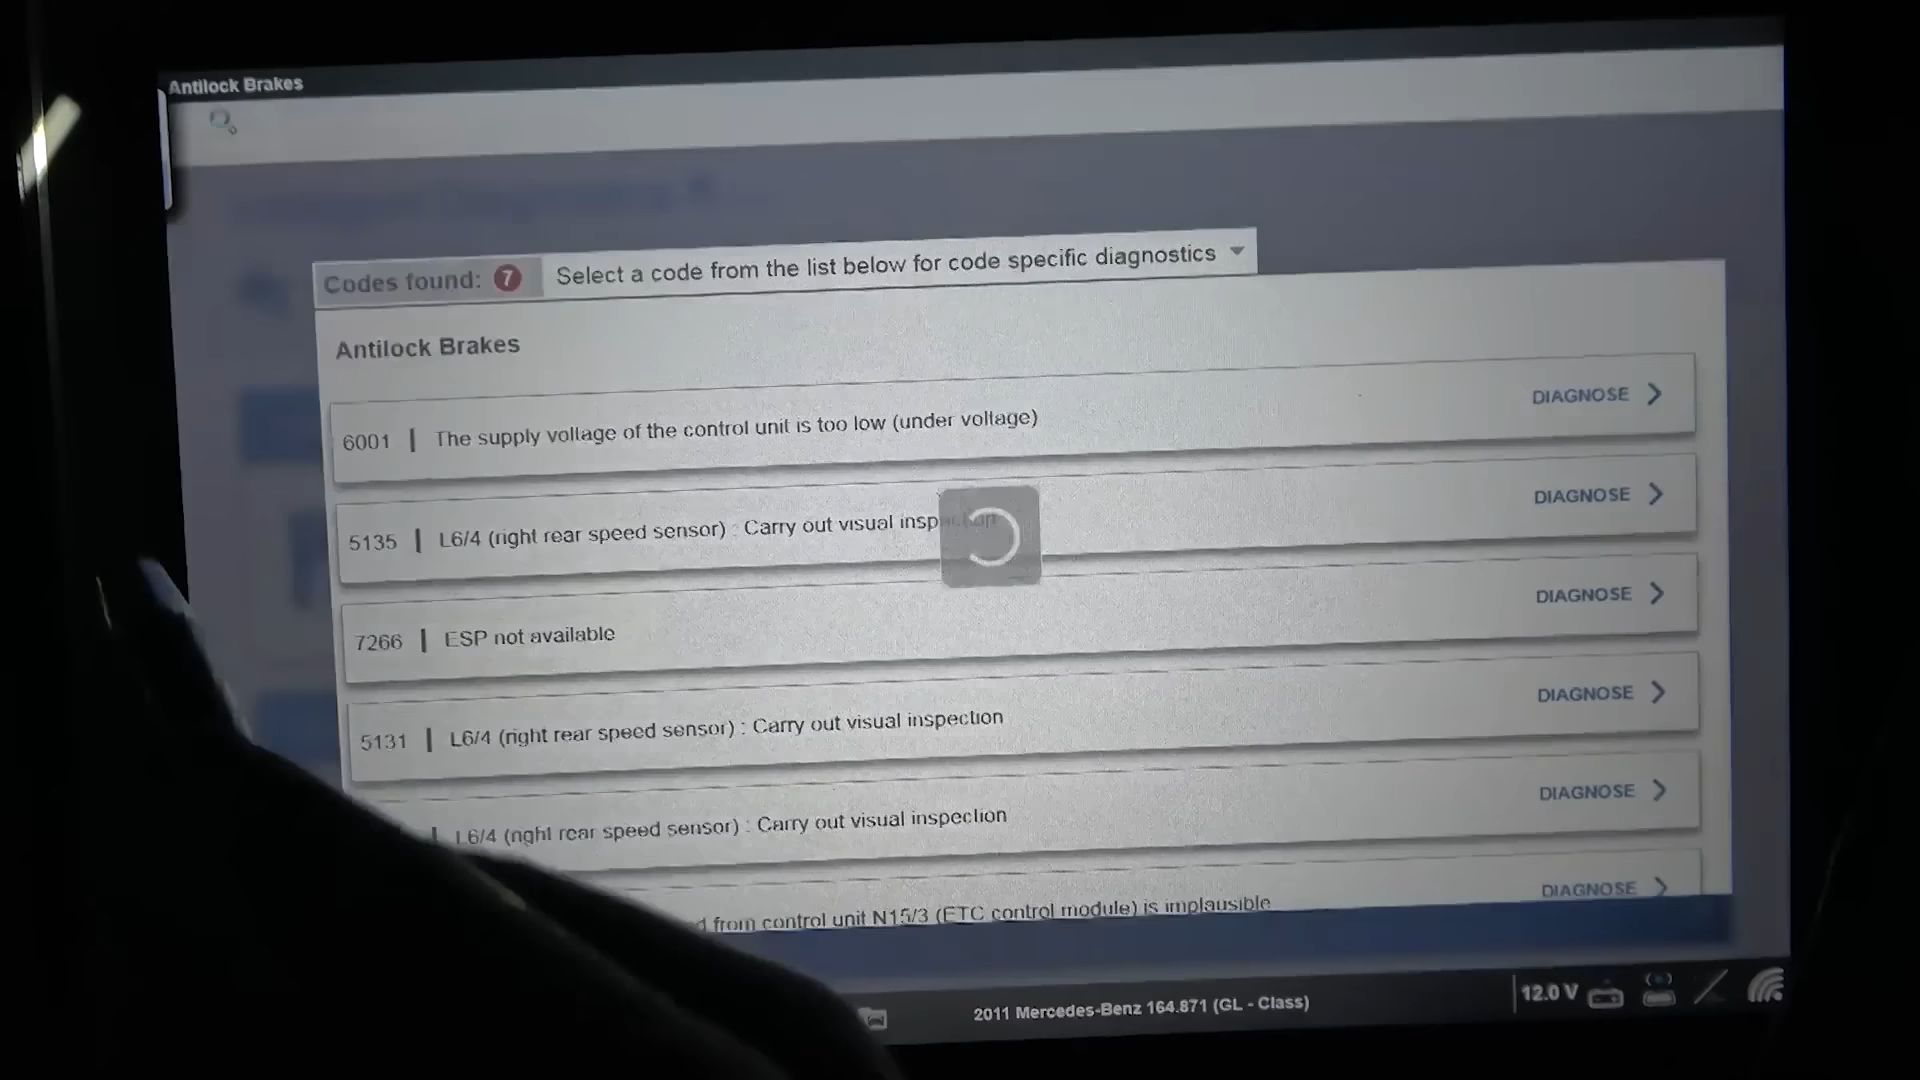 Antilock Brakes
Codes found: 7 Select a code from the list below for code specific diagnostics
Antilock Brakes
6001 | The supply voltage of the control unit is too low (under voltage) DIAGNOSE
5135 | L6/4 (right rear speed sensor) : Carry out visual inspection DIAGNOSE
7266 | ESP not available DIAGNOSE
5131 | L6/4 (right rear speed sensor) : Carry out visual inspection DIAGNOSE
| L6/4 (right rear speed sensor) : Carry out visual inspection DIAGNOSE
from control unit N15/3 (ETC control module) is implausible DIAGNOSE
2011 Mercedes-Benz 164.871 (GL - Class) 12.0 V